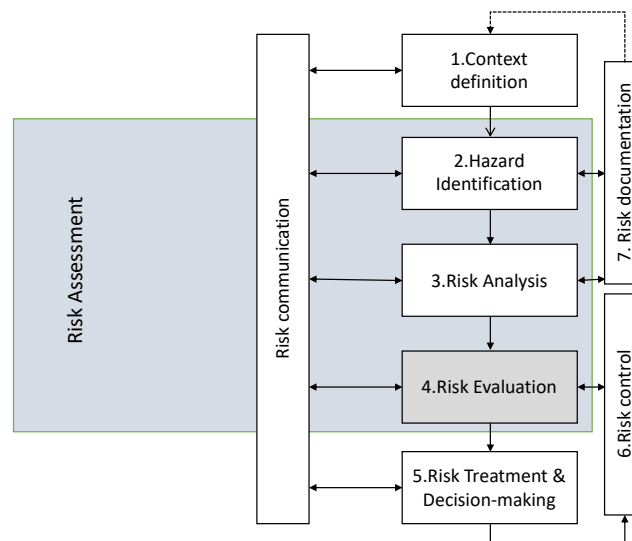 1.Context
definition
2.Hazard
Identification
3.Risk Analysis
4.Risk Evaluation
5.Risk Treatment &
Decision-making
Risk Assessment
Risk communication
7. Risk documentation
6.Risk control